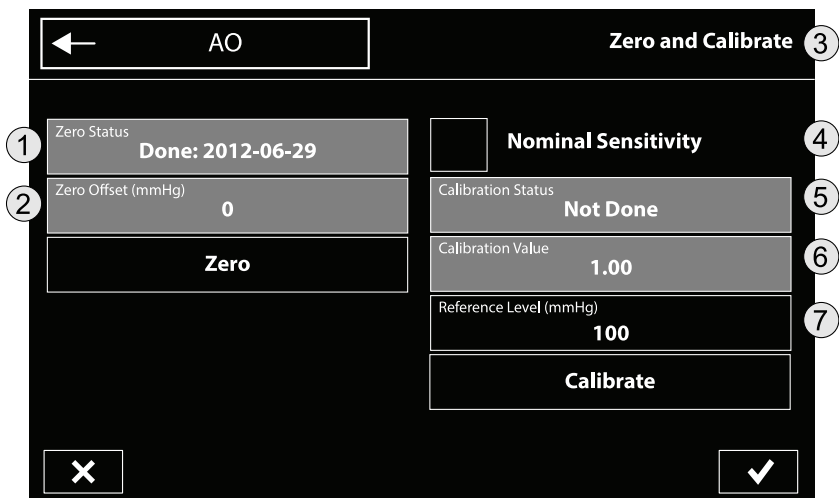 AO
Zero and Calibrate
3
1
Zero Status
Done: 2012-06-29
2
Zero Offset (mmHg)
0
Zero
Nominal Sensitivity
4
Calibration Status
Not Done
5
Calibration Value
1.00
6
Reference Level (mmHg)
100
7
Calibrate